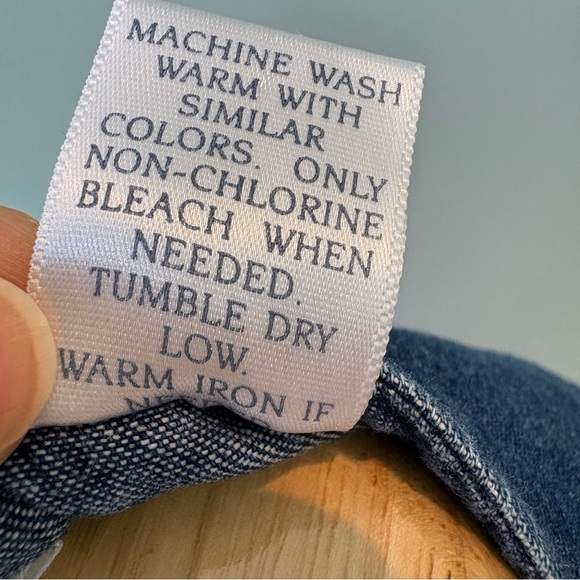 MACHINE WASH
WARM WITH
SIMILAR
COLORS. ONLY
NON-CHLORINE
BLEACH WHEN
NEEDED.
TUMBLE DRY
LOW.
WARM IRON IF